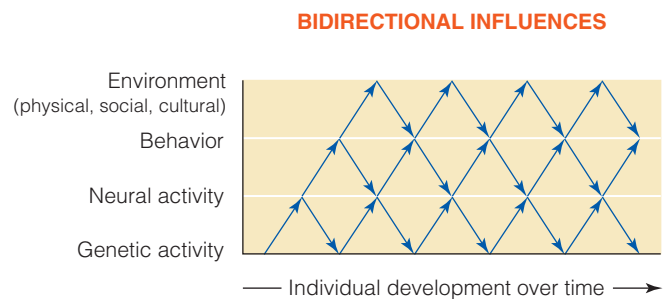 BIDIRECTIONAL INFLUENCES
Environment
(physical, social, cultural)
Behavior
Neural activity
Genetic activity
Individual development over time